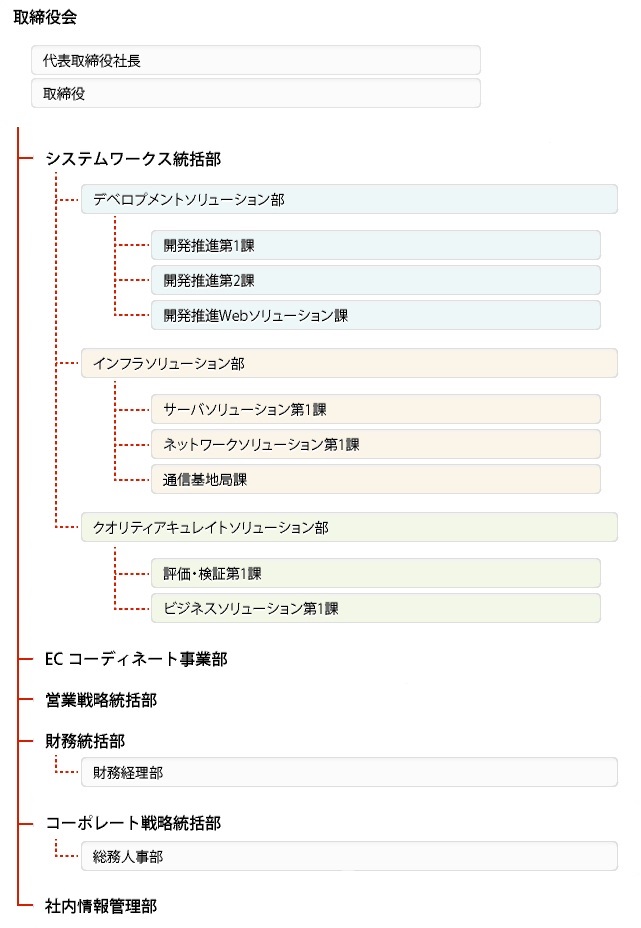 取締役会
代表取締役社長
取締役
システムワークス統括部
デベロプメントソリューション部
開発推進第1課
開発推進第2課
開発推進Webソリューション課
インフラソリューション部
サーバソリューション第1課
ネットワークソリューション第1課
通信基地局課
クオリティアキュレイトソリューション部
評価・検証第1課
ビジネスソリューション第1課
EC コーディネート事業部
営業戦略統括部
財務統括部
財務経理部
コーポレート戦略統括部
総務人事部
社内情報管理部